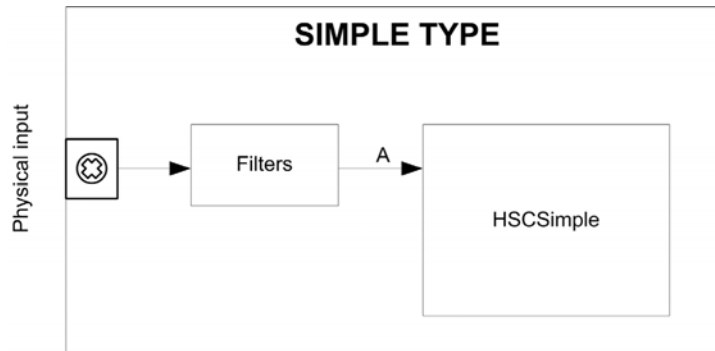 SIMPLE TYPE
Physical input
Filters
A
HSCSimple